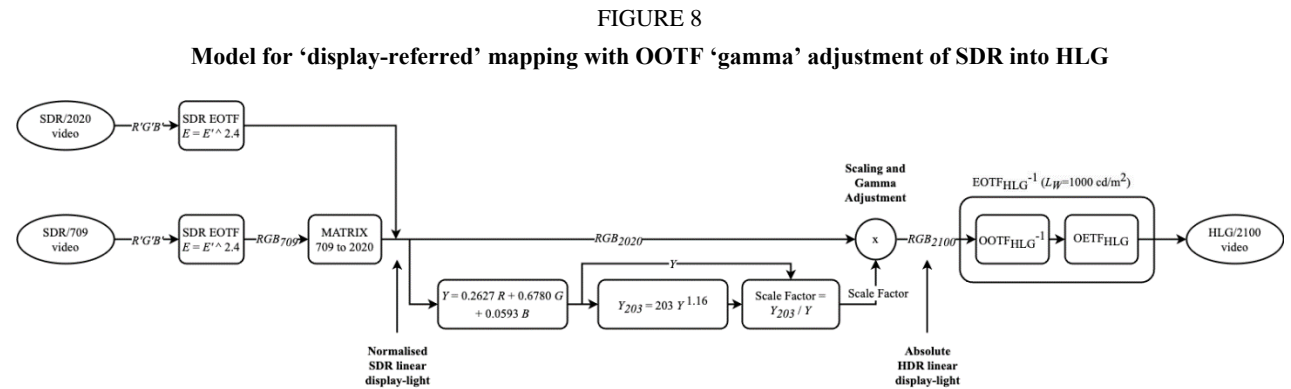 FIGURE 8
Model for ‘display-referred’ mapping with OOTF ‘gamma’ adjustment of SDR into HLG
SDR/2020
video
R'G'B'
SDR EOTF
E = E' ^ 2.4
SDR/709
video
R'G'B'
SDR EOTF
E = E' ^ 2.4
RGB709
MATRIX
709 to 2020
RGB2020
Y
Y = 0.2627 R + 0.6780 G
+ 0.0593 B
Y203 = 203 Y 1.16
Scale Factor =
Y203 / Y
Scale Factor
Scaling and
Gamma
Adjustment
x
RGB2100
EOTFHLG-1 (LW=1000 cd/m2)
OOTFHLG-1
OETFHLG
HLG/2100
video
Normalised
SDR linear
display-light
Absolute
HDR linear
display-light